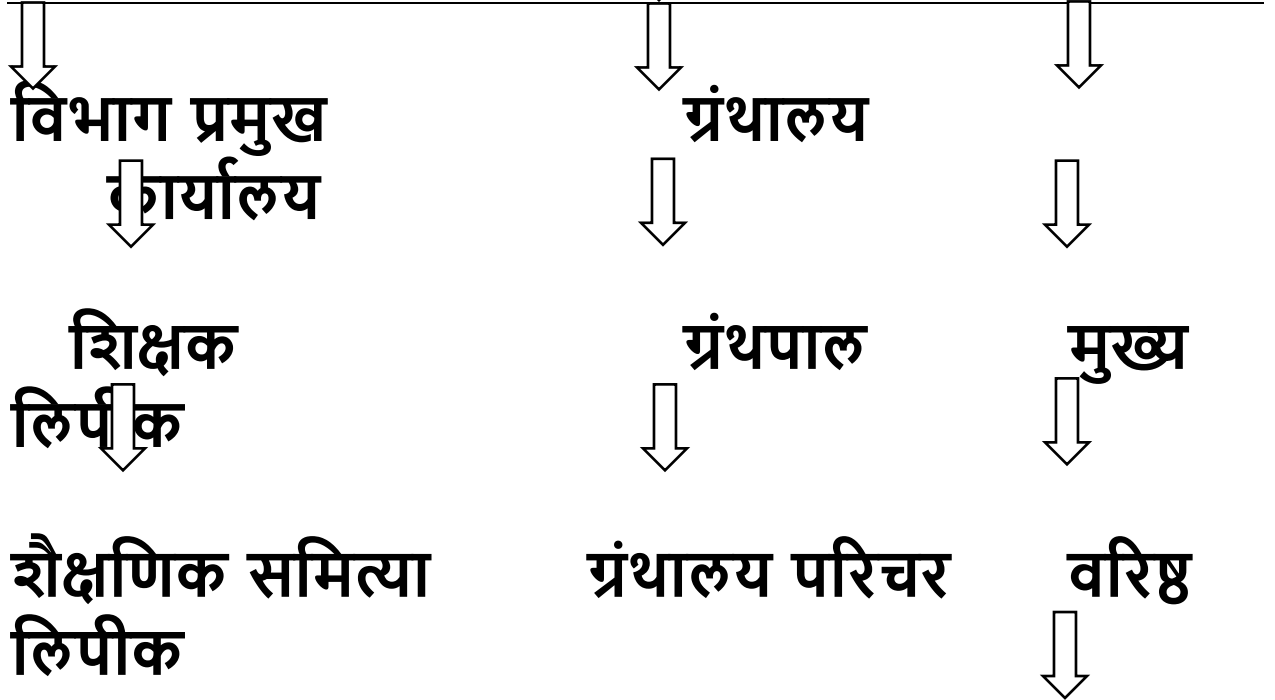 विभाग प्रमुख ग्रंथालय
कार्यालय
शिक्षक ग्रंथपाल मुख्य
लिपीक
शैक्षणिक समित्या ग्रंथालय परिचर वरिष्ठ
लिपीक